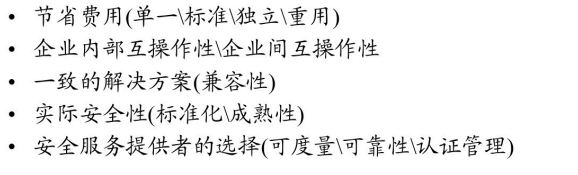 • 节省费用(单一\标准\独立\重用)
• 企业内部互操作性\企业间互操作性
• 一致的解决方案(兼容性)
• 实际安全性(标准化\成熟性)
• 安全服务提供者的选择(可度量\可靠性\认证管理)